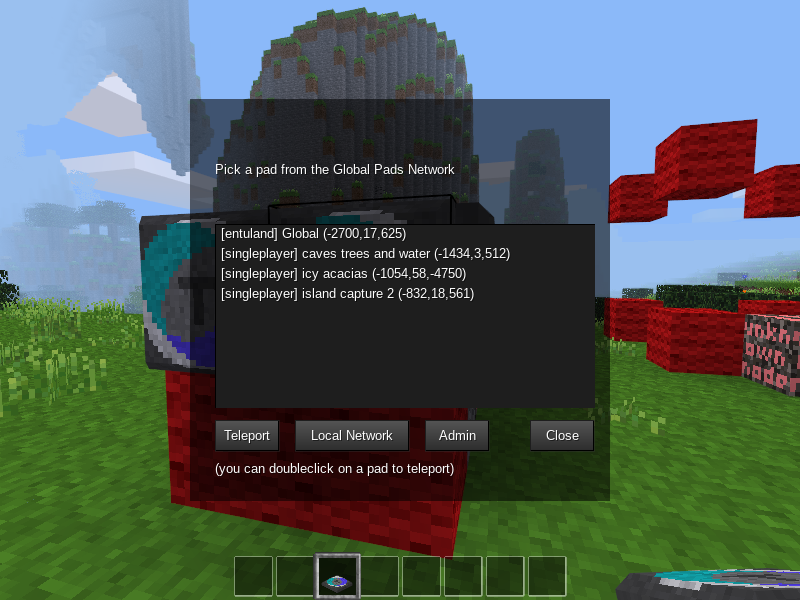 Pick a pad from the Global Pads Network
[entuland] Global (-2700,17,625)
[singleplayer] caves trees and water (-1434,3,512)
[singleplayer] icy acacias (-1054,58,-4750)
[singleplayer] island capture 2 (-832,18,561)
Teleport
Local Network
Admin
Close
(you can doubleclick on a pad to teleport)